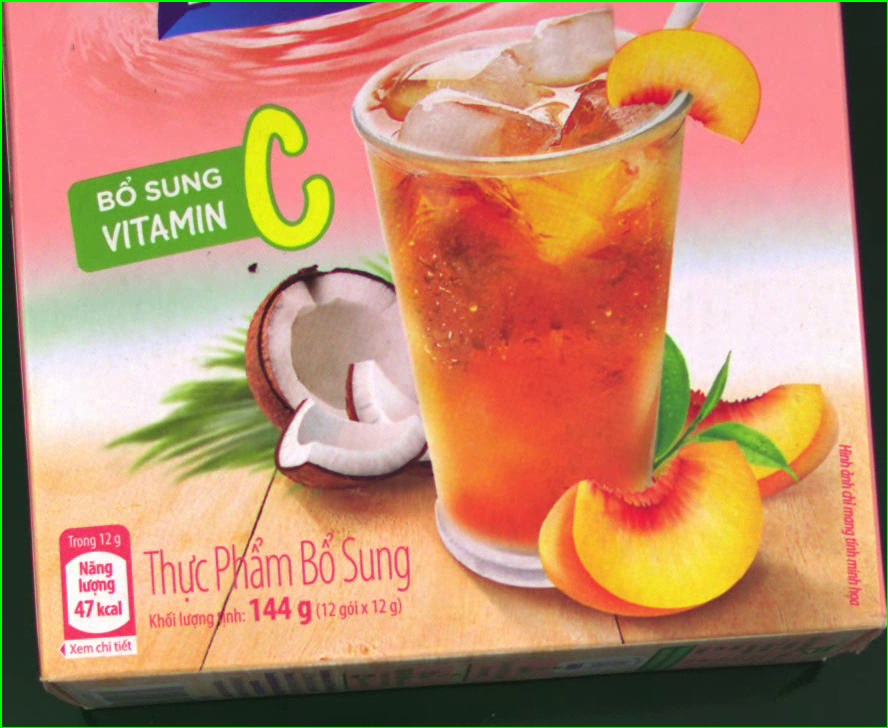 BỔ SUNG
VITAMIN C
Trong 12 g
Năng
lượng
47 kcal
Xem chi tiết
Thực Phẩm Bổ Sung
Khối lượng tịnh: 144 g (12 gói x 12 g)
Hình ảnh chỉ mang tính minh họa